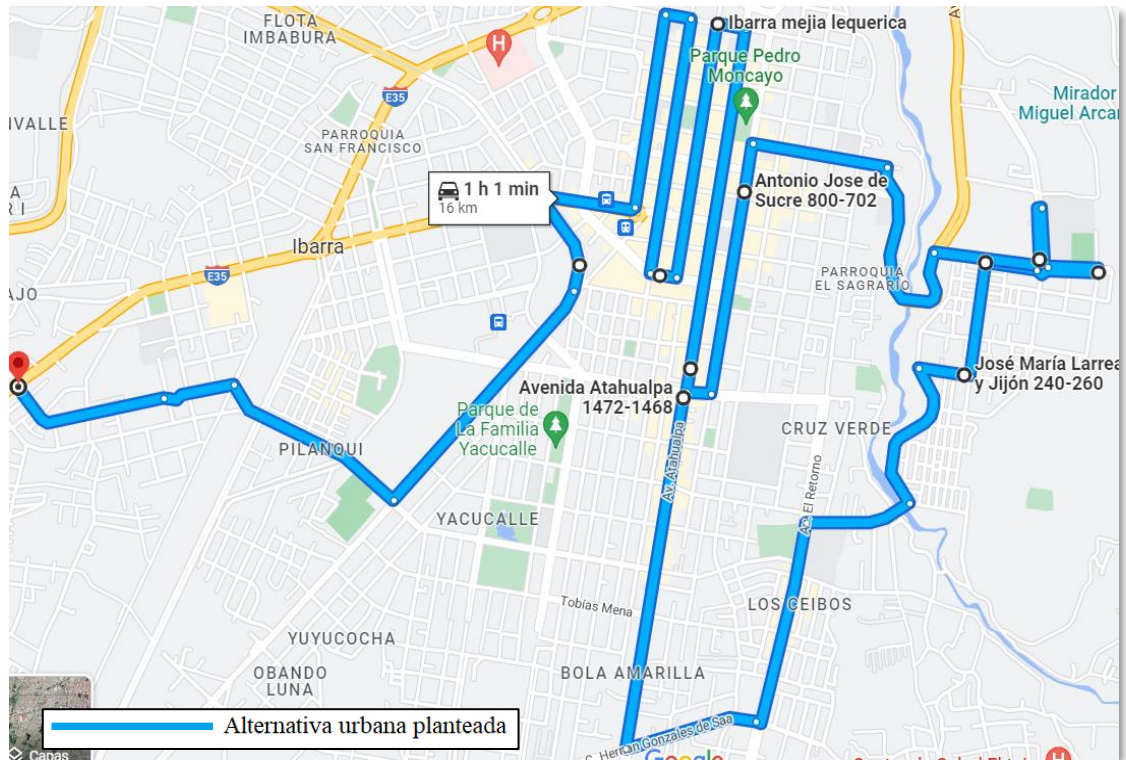 FLOTA
IMBABURA
H
Ibarra mejia lequerica
Parque Pedro
Moncayo
E35
Mirador
Miguel Arca
IVALLE
PARROQUIA
SAN FRANCISCO
1 h 1 min
16 km
Antonio Jose de
Sucre 800-702
Ibarra
E35
PARROQUIA
EL SAGRARIO
AJO
José María Larrea
y Jijón 240-260
Avenida Atahualpa
1472-1468
Parque de
La Familia
Yacucalle
CRUZ VERDE
PILANQUI
Av. Atahualpa
Av. El Retorno
YACUCALLE
Tobías Mena
LOS CEIBOS
YUYUCOCHA
OBANDO
LUNA
BOLA AMARILLA
Alternativa urbana planteada
c. Hernán Gonzales de Saa
Google
Capas
H